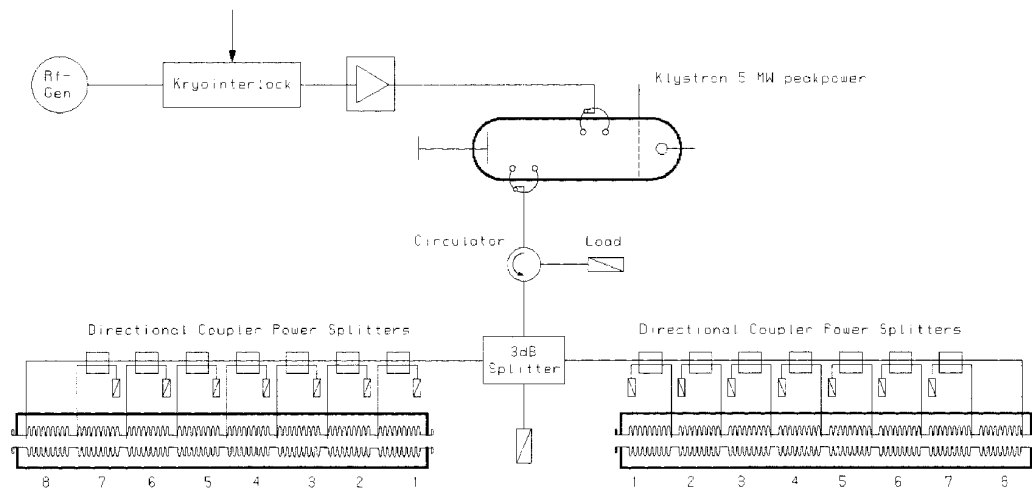 Rf-
Gen
Kryointerlock
Klystron 5 MW peakpower
Circulator
Load
Directional Coupler Power Splitters
3dB
Splitter
Directional Coupler Power Splitters
8 7 6 5 4 3 2 1
1 2 3 4 5 6 7 8